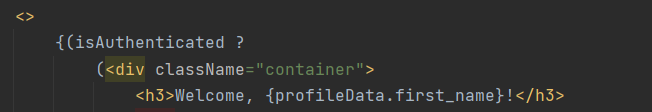 <>
{(isAuthenticated ?
(<div className="container">
<h3>Welcome, {profileData.first_name}!</h3>